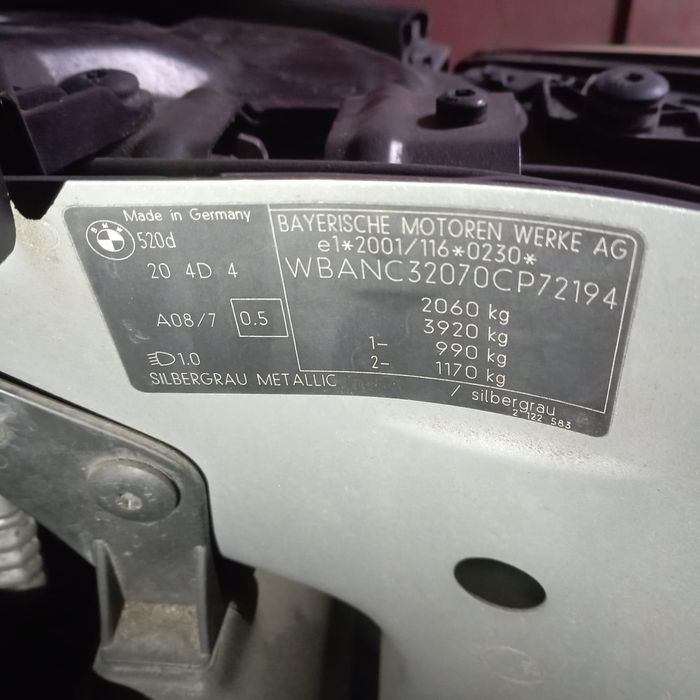 Made in Germany
BMW
520d
20 4D 4
A08/7 0.5
1.0
SILBERGRAU METALLIC
BAYERISCHE MOTOREN WERKE AG
e1*2001/116*0230*
WBANC32070CP72194
2060 kg
3920 kg
1- 990 kg
2- 1170 kg
/ silbergrau
2 122 583